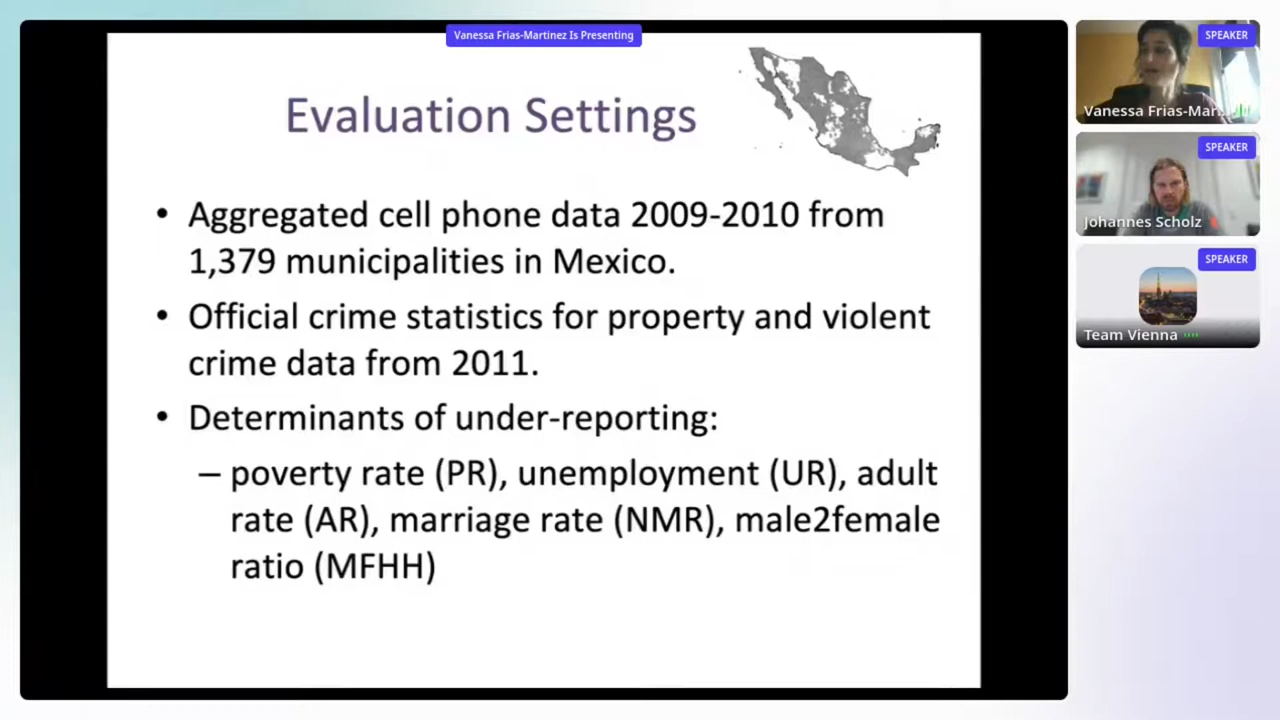 Vanessa Frias-Martinez Is Presenting
Evaluation Settings
• Aggregated cell phone data 2009-2010 from
1,379 municipalities in Mexico.
• Official crime statistics for property and violent
crime data from 2011.
• Determinants of under-reporting:
– poverty rate (PR), unemployment (UR), adult
rate (AR), marriage rate (NMR), male2female
ratio (MFHH)
SPEAKER
Vanessa Frias-Mar...
SPEAKER
Johannes Scholz
SPEAKER
Team Vienna